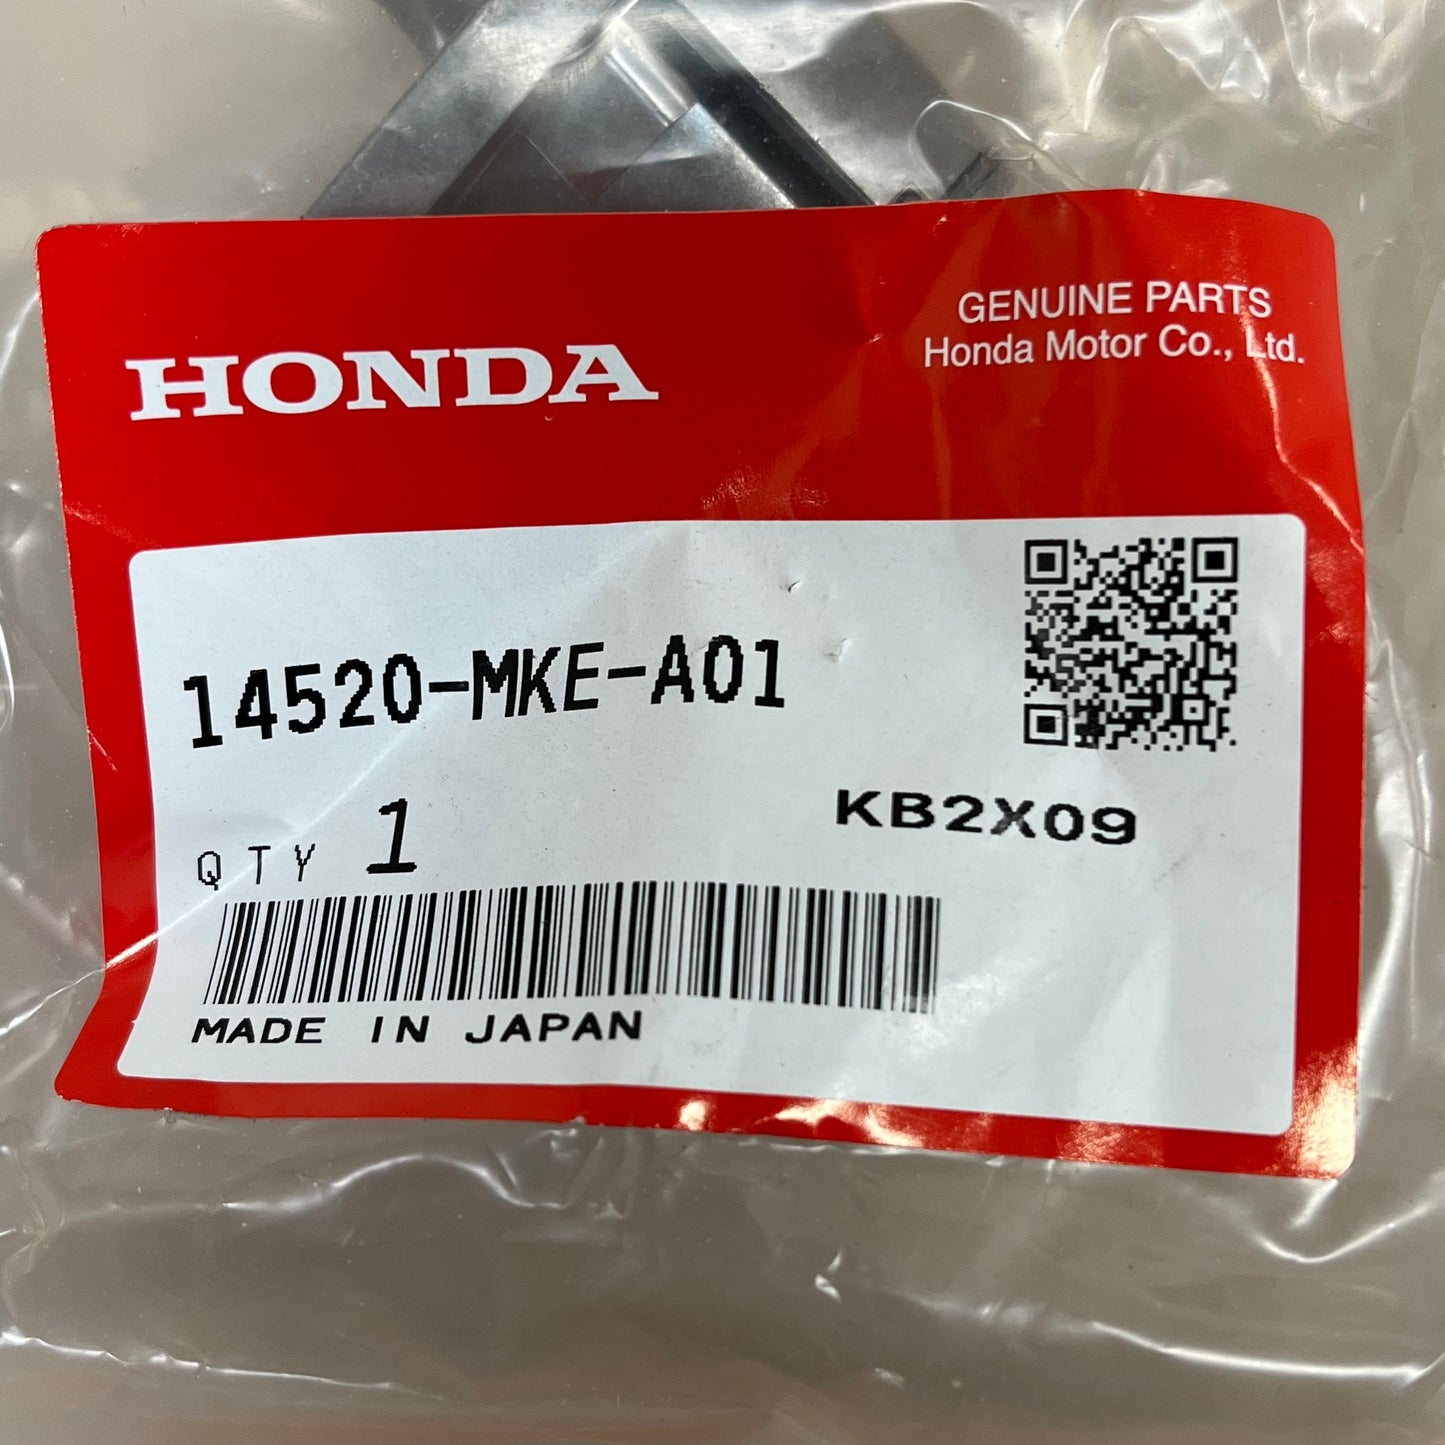 HONDA
GENUINE PARTS
Honda Motor Co., Ltd.
14520-MKE-A01
KB2X09
QTY 1
MADE IN JAPAN